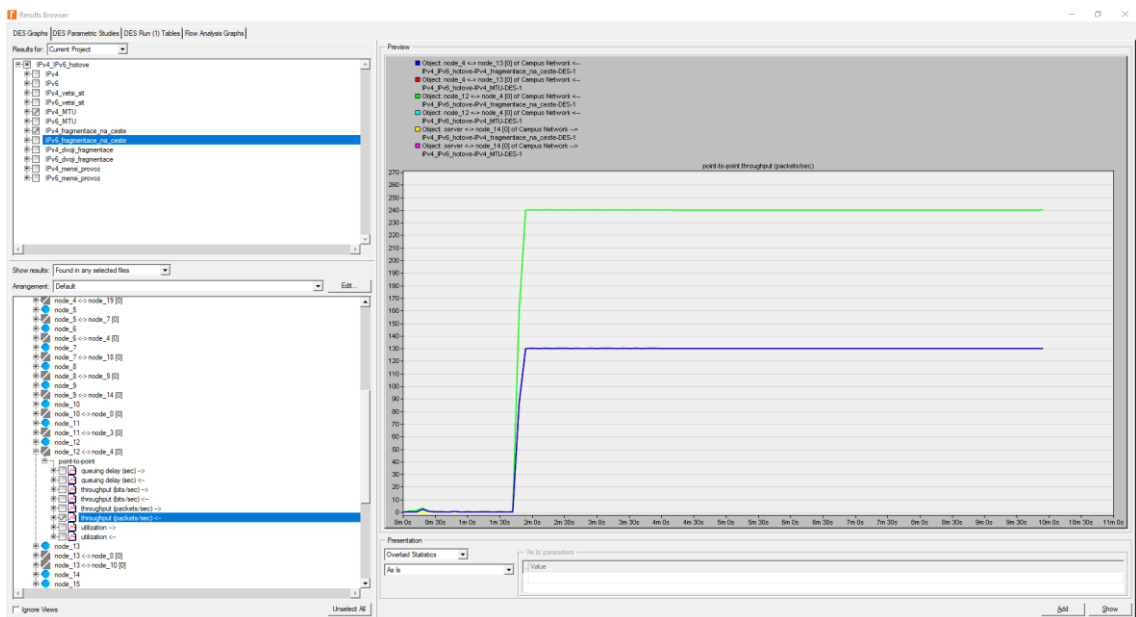 Results Browser
DES Graphs DES Parametric Studies DES Run (1) Tables Flow Analysis Graphs
Results for: Current Project
IPv4_IPv6_hotove
IPv4
IPv6
IPv4_vetsi_st
IPv6_vetsi_st
IPv4_MTU
IPv6_MTU
IPv4_fragmentace_na_ceste
IPv6_fragmentace_na_ceste
IPv4_dvoji_fragmentace
IPv6_dvoji_fragmentace
IPv4_mensi_provoz
IPv6_mensi_provoz
Show results: Found in any selected files
Arrangement: Default
Edit...
node_4 <-> node_19 [0]
node_5
node_5 <-> node_7 [0]
node_6
node_6 <-> node_4 [0]
node_7
node_7 <-> node_18 [0]
node_8
node_8 <-> node_9 [0]
node_9
node_9 <-> node_14 [0]
node_10
node_10 <-> node_0 [0]
node_11
node_11 <-> node_3 [0]
node_12
node_12 <-> node_4 [0]
point-to-point
queuing delay (sec) -->
queuing delay (sec) <--
throughput (bits/sec) -->
throughput (bits/sec) <--
throughput (packets/sec) -->
throughput (packets/sec) <--
utilization -->
utilization <--
node_13
node_13 <-> node_0 [0]
node_13 <-> node_10 [0]
node_14
node_15
Ignore Views
Unselect All
Preview
Object: node_4 <-> node_13 [0] of Campus Network <--
IPv4_IPv6_hotove-IPv4_fragmentace_na_ceste-DES-1
Object: node_4 <-> node_13 [0] of Campus Network <--
IPv4_IPv6_hotove-IPv4_MTU-DES-1
Object: node_12 <-> node_4 [0] of Campus Network <--
IPv4_IPv6_hotove-IPv4_fragmentace_na_ceste-DES-1
Object: node_12 <-> node_4 [0] of Campus Network <--
IPv4_IPv6_hotove-IPv4_MTU-DES-1
Object: server <-> node_14 [0] of Campus Network -->
IPv4_IPv6_hotove-IPv4_fragmentace_na_ceste-DES-1
Object: server <-> node_14 [0] of Campus Network -->
IPv4_IPv6_hotove-IPv4_MTU-DES-1
point-to-point.throughput (packets/sec)
270
260
250
240
230
220
210
200
190
180
170
160
150
140
130
120
110
100
90
80
70
60
50
40
30
20
10
0
0m 0s 0m 30s 1m 0s 1m 30s 2m 0s 2m 30s 3m 0s 3m 30s 4m 0s 4m 30s 5m 0s 5m 30s 6m 0s 6m 30s 7m 0s 7m 30s 8m 0s 8m 30s 9m 0s 9m 30s 10m 0s 10m 30s 11m 0s
Presentation
Overlaid Statistics
As Is
'As Is' parameters
Value
Add Show